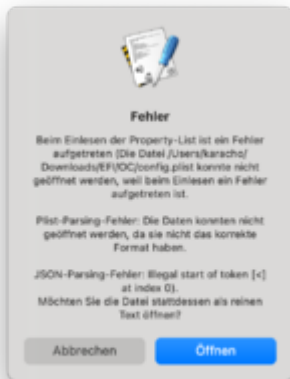 Fehler
Beim Einlesen der Property-List ist ein Fehler
aufgetreten (Die Datei /Users/karacho/
Downloads/EFI/OC/config.plist konnte nicht
geöffnet werden, weil beim Einlesen ein Fehler
aufgetreten ist.
Plist-Parsing-Fehler: Die Daten konnten nicht
geöffnet werden, da sie nicht das korrekte
Format haben.
JSON-Parsing-Fehler: Illegal start of token [<]
at index 0).
Möchten Sie die Datei stattdessen als reinen
Text öffnen?
Abbrechen
Öffnen